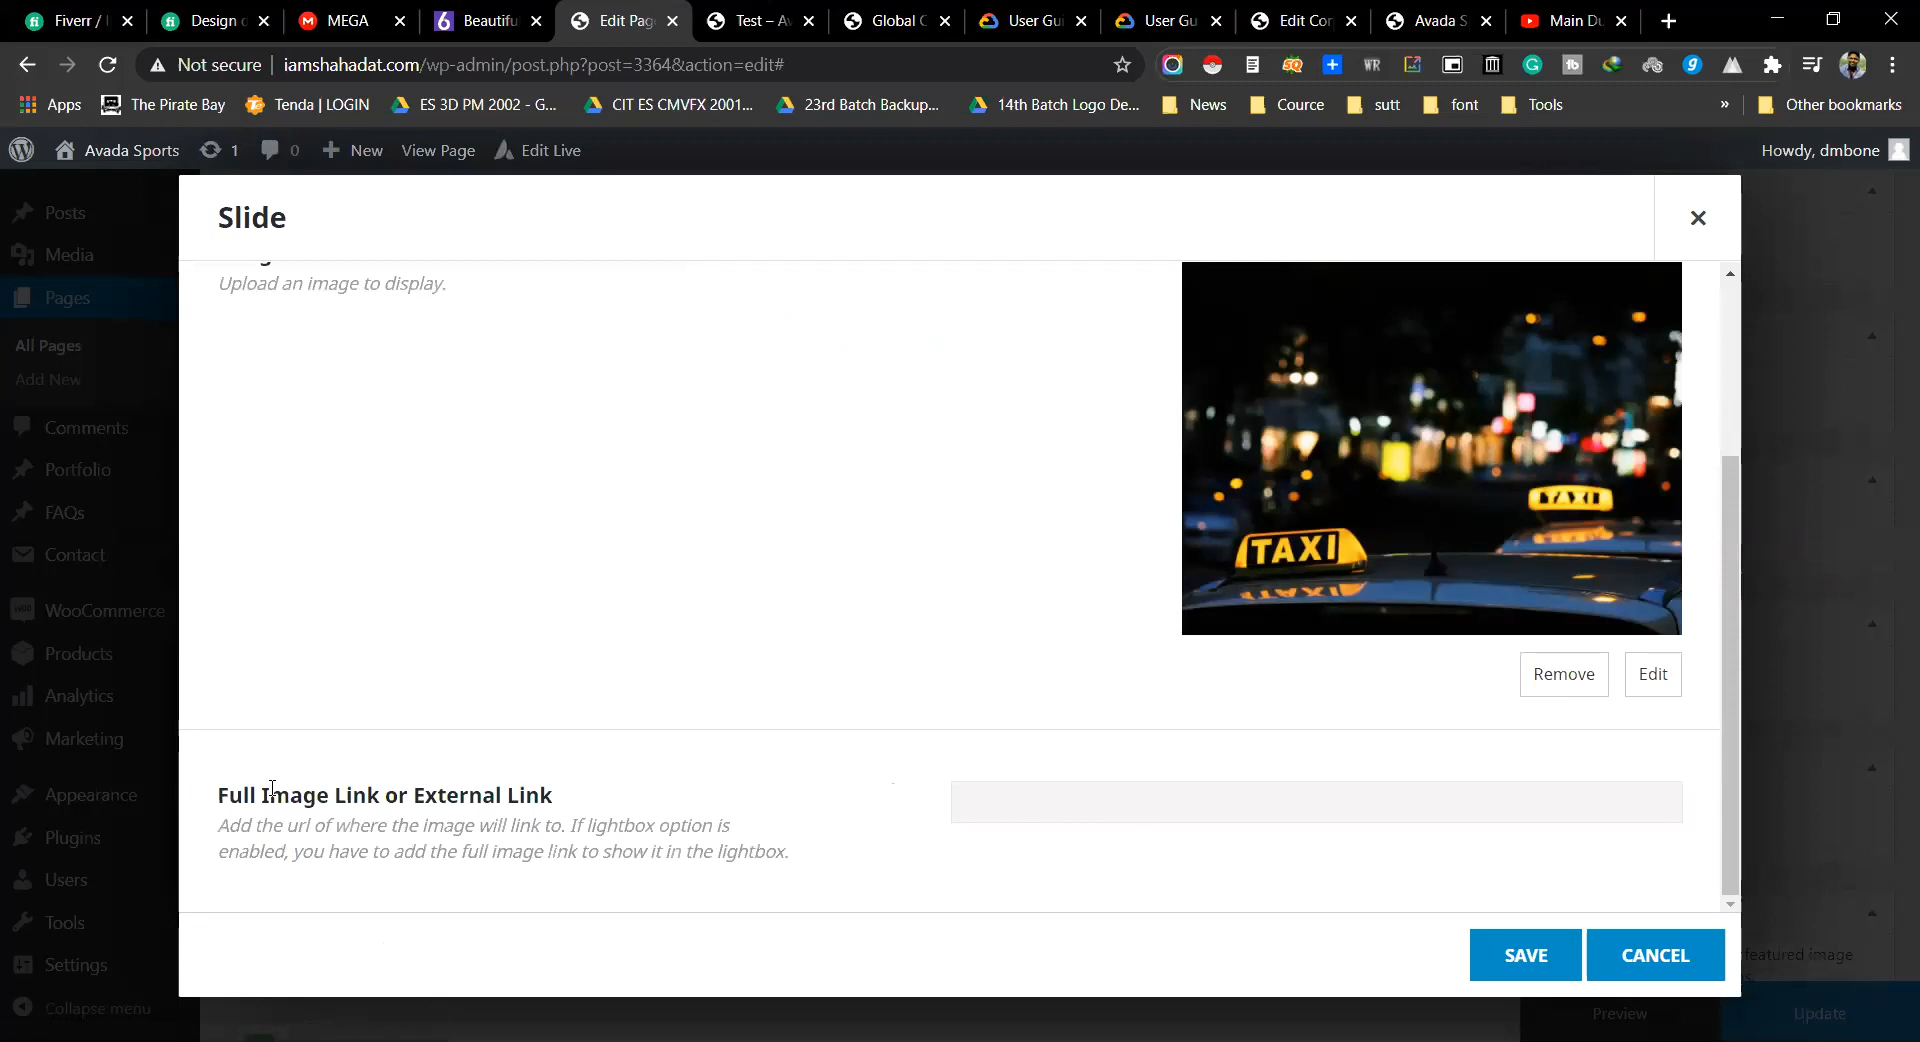 Fiverr /
Design o
MEGA
Beautifu
Edit Pag
Test – A
Global C
User Gu
User Gu
Edit Cor
Avada S
Main Du
Not secure
iamshahadat.com/wp-admin/post.php?post=3364&action=edit#
Apps
The Pirate Bay
Tenda | LOGIN
ES 3D PM 2002 - G...
CIT ES CMVFX 2001...
23rd Batch Backup...
14th Batch Logo De...
News
Cource
sutt
font
Tools
»
Other bookmarks
Avada Sports
1
0
New
View Page
Edit Live
Howdy, dmbone
Posts
Media
Pages
All Pages
Add New
Comments
Portfolio
FAQs
Contact
WooCommerce
Products
Analytics
Marketing
Appearance
Plugins
Users
Tools
Settings
Collapse menu
Slide
Upload an image to display.
TAXI
TAXI
Remove
Edit
Full Image Link or External Link
Add the url of where the image will link to. If lightbox option is
enabled, you have to add the full image link to show it in the lightbox.
SAVE
CANCEL
featured image
Preview
Update